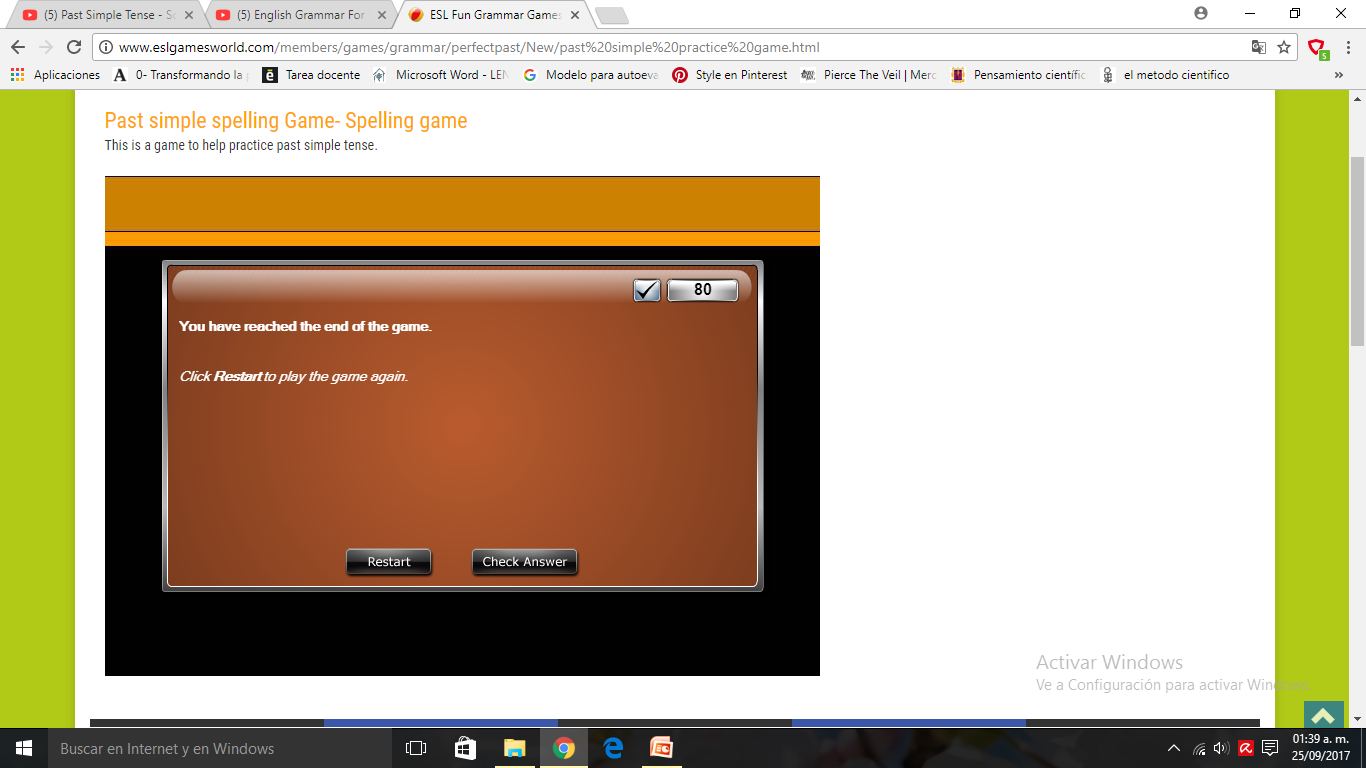 (5) Past Simple Tense - S
(5) English Grammar For
ESL Fun Grammar Games
www.eslgamesworld.com/members/games/grammar/perfectpast/New/past%20simple%20practice%20game.html
5
Aplicaciones
0- Transformando la
Tarea docente
Microsoft Word - LEN
Modelo para autoeva
Style en Pinterest
Pierce The Veil | Merc
Pensamiento científic
el metodo cientifico
»
Past simple spelling Game- Spelling game
This is a game to help practice past simple tense.
80
You have reached the end of the game.
Click Restart to play the game again.
Restart
Check Answer
Activar Windows
Ve a Configuración para activar Windows.
Buscar en Internet y en Windows
01:39 a. m.
25/09/2017